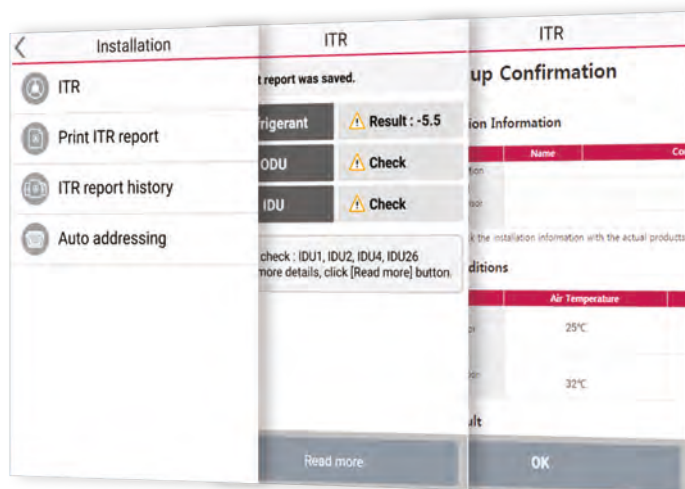 Installation
ITR
Print ITR report
ITR report history
Auto addressing
ITR
t report was saved.
frigerant
Result : -5.5
ODU
Check
IDU
Check
check : IDU1, IDU2, IDU4, IDU26
more details, click [Read more] button.
Read more
ITR
up Confirmation
ion Information
Name
Co
k the installation information with the actual products
ditions
Air Temperature
25℃
32℃
ult
OK